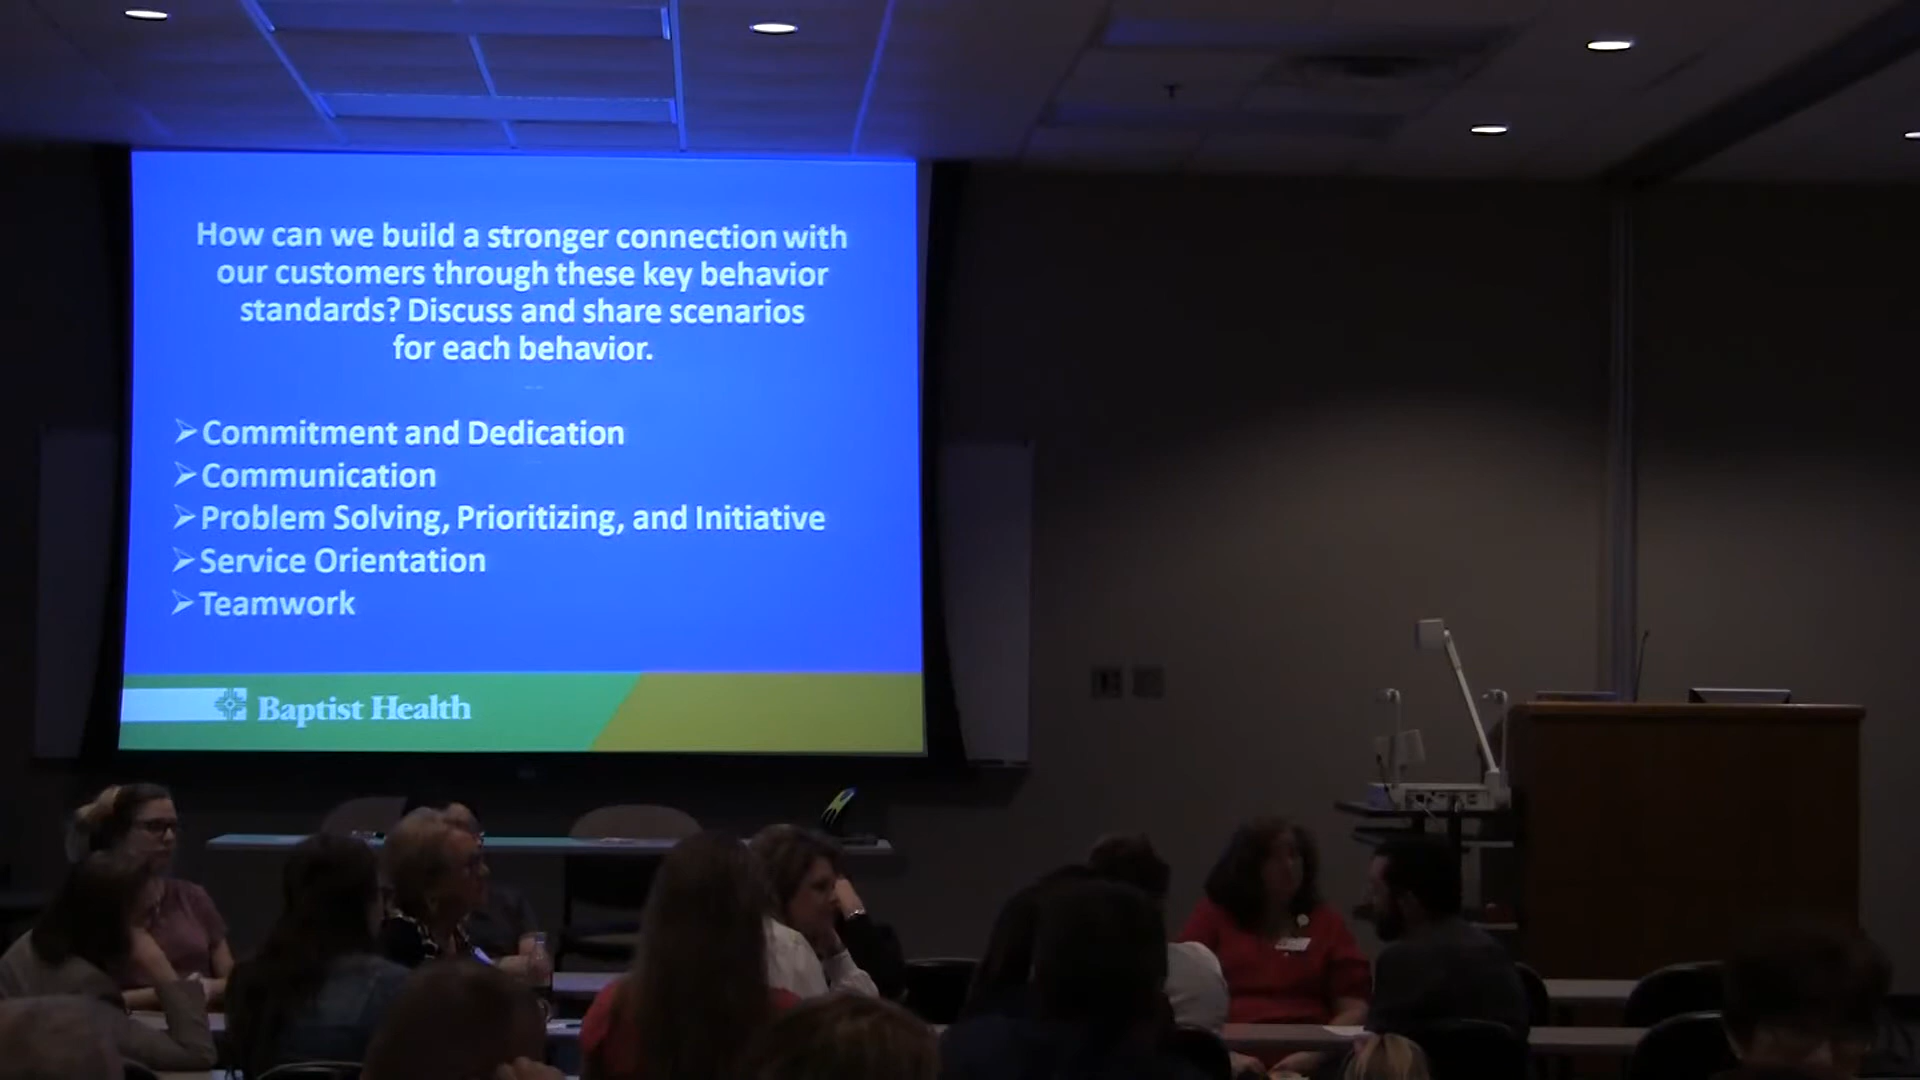 How can we build a stronger connection with
our customers through these key behavior
standards? Discuss and share scenarios
for each behavior.
Commitment and Dedication
Communication
Problem Solving, Prioritizing, and Initiative
Service Orientation
Teamwork
Baptist Health